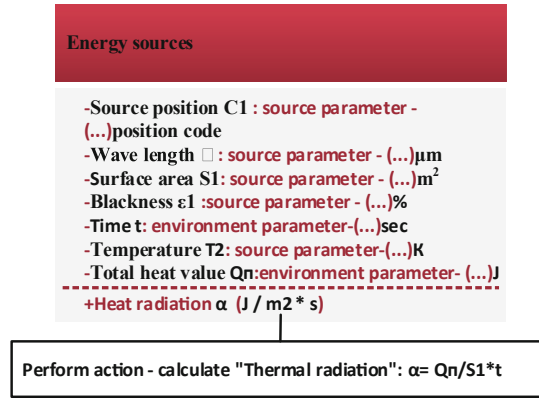 Energy sources
-Source position C1 : source parameter -
(...)position code
-Wave length □ : source parameter - (...)µm
-Surface area S1: source parameter - (...)m²
-Blackness ε1 :source parameter - (...)%
-Time t: environment parameter-(...)sec
-Temperature T2: source parameter-(...)K
-Total heat value Qп:environment parameter- (...)J
+Heat radiation α (J / m2 * s)
Perform action - calculate "Thermal radiation": α= Qп/S1*t